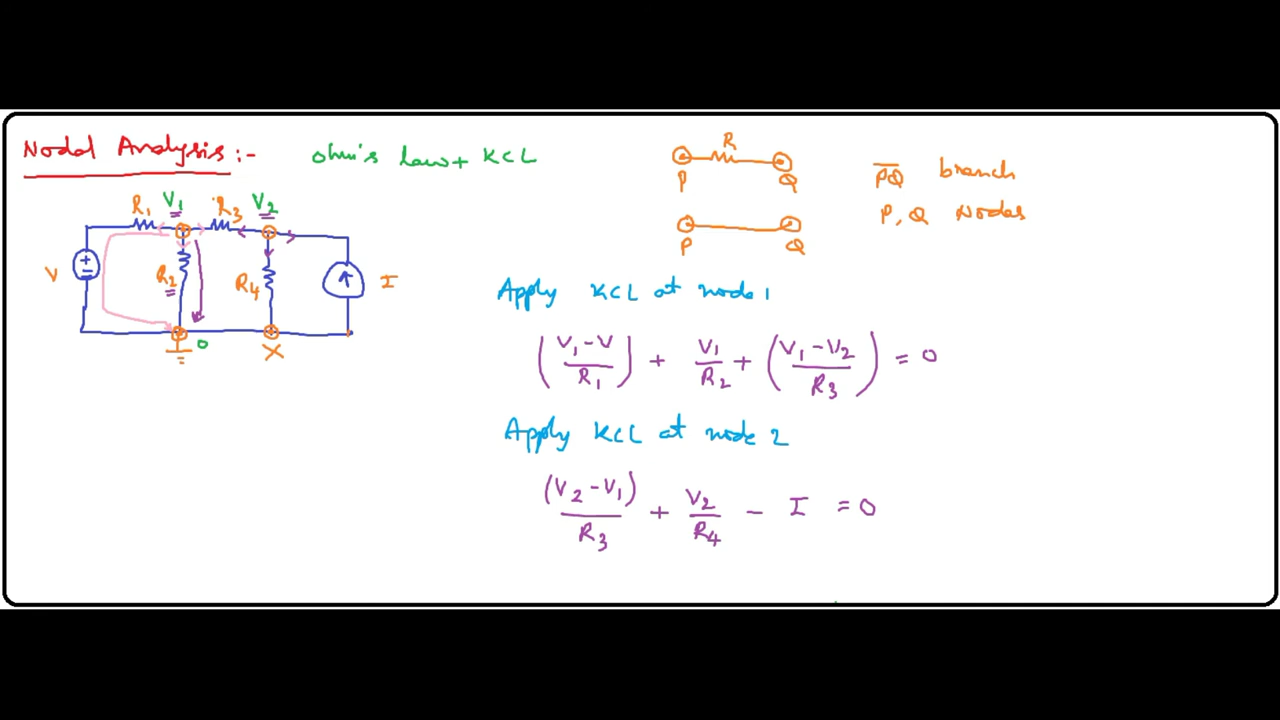 Nodal Analysis :-
ohm's law + KCL
R
P Q
P Q
PQ branch
P, Q Nodes
R1 V1 R3 V2
V R2 R4 I
0 X
Apply KCL at node 1
((V1 - V)/R1) + V1/R2 + ((V1 - V2)/R3) = 0
Apply KCL at node 2
(V2 - V1)/R3 + V2/R4 - I = 0